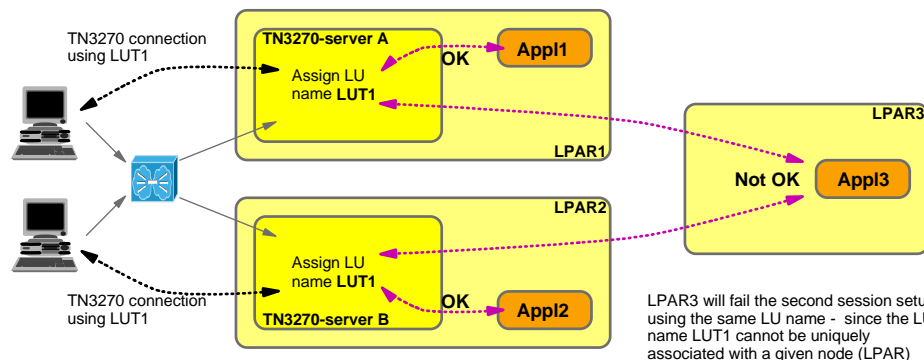 TN3270 connection
using LUT1
TN3270-server A
Assign LU
name LUT1
OK
Appl1
LPAR1
LPAR3
Not OK
Appl3
LPAR2
Assign LU
name LUT1
OK
Appl2
TN3270-server B
TN3270 connection
using LUT1
LPAR3 will fail the second session setu
using the same LU name - since the LU
name LUT1 cannot be uniquely
associated with a given node (LPAR)